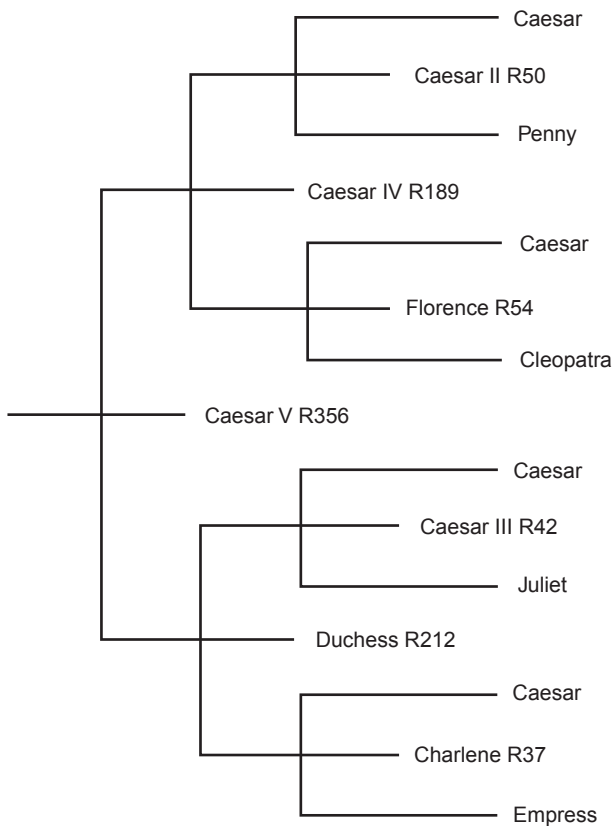 Caesar
Caesar II R50
Penny
Caesar IV R189
Caesar
Florence R54
Cleopatra
Caesar V R356
Caesar
Caesar III R42
Juliet
Duchess R212
Caesar
Charlene R37
Empress